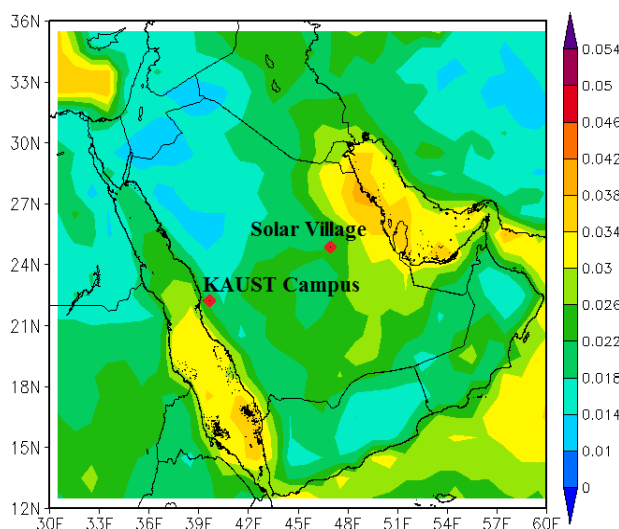 36N
33N
30N
27N
24N
21N
18N
15N
12N
Solar Village
KAUST Campus
30E 33E 36E 39E 42E 45E 48E 51E 54E 57E 60E
0.054
0.05
0.046
0.042
0.038
0.034
0.03
0.026
0.022
0.018
0.014
0.01
0